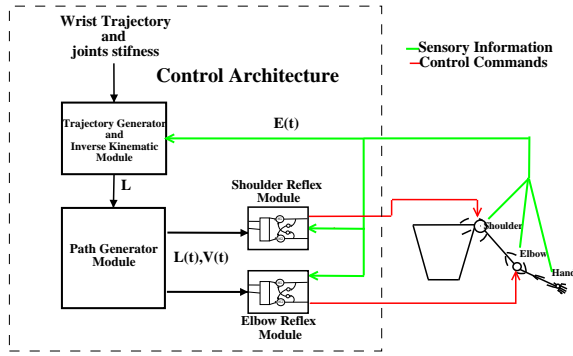 Wrist Trajectory
and
joints stifness
Control Architecture
Sensory Information
Control Commands
Trajectory Generator
and
Inverse Kinematic
Module
E(t)
L
Shoulder Reflex
Module
Path Generator
Module
L(t),V(t)
Elbow Reflex
Module
Shoulder
Elbow
Hand